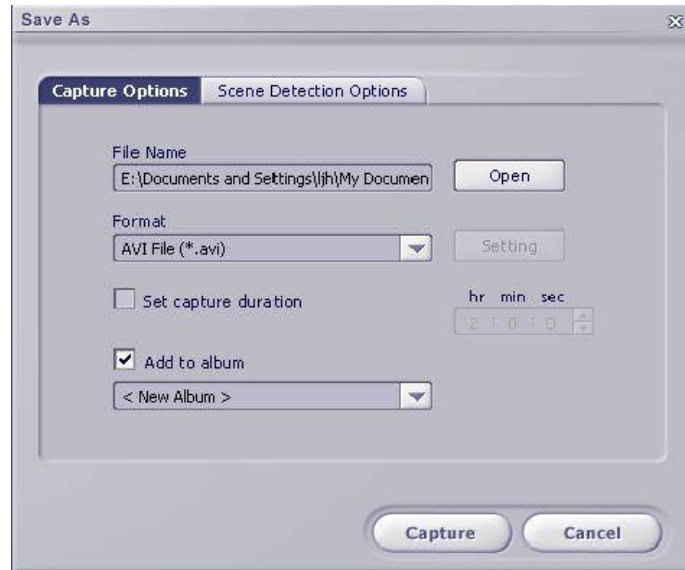 Save As
Capture Options Scene Detection Options
File Name
E:\Documents and Settings\ljh\My Documen Open
Format
AVI File (*.avi) Setting
Set capture duration hr min sec
2 : 0 : 0
Add to album
< New Album >
Capture Cancel